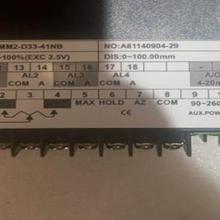 MM2-D33-41NB NO:A81140904-29
100%(EXC 2.5V) DIS:0~100.00mm
12 13 14 15 16 17 18
AL2 AL3 AL4 A/O
COM A COM A COM A 4-20m
2 3 4 5 6 7 8 9
MAX HOLD AZ COM 90~260
AUX.POW